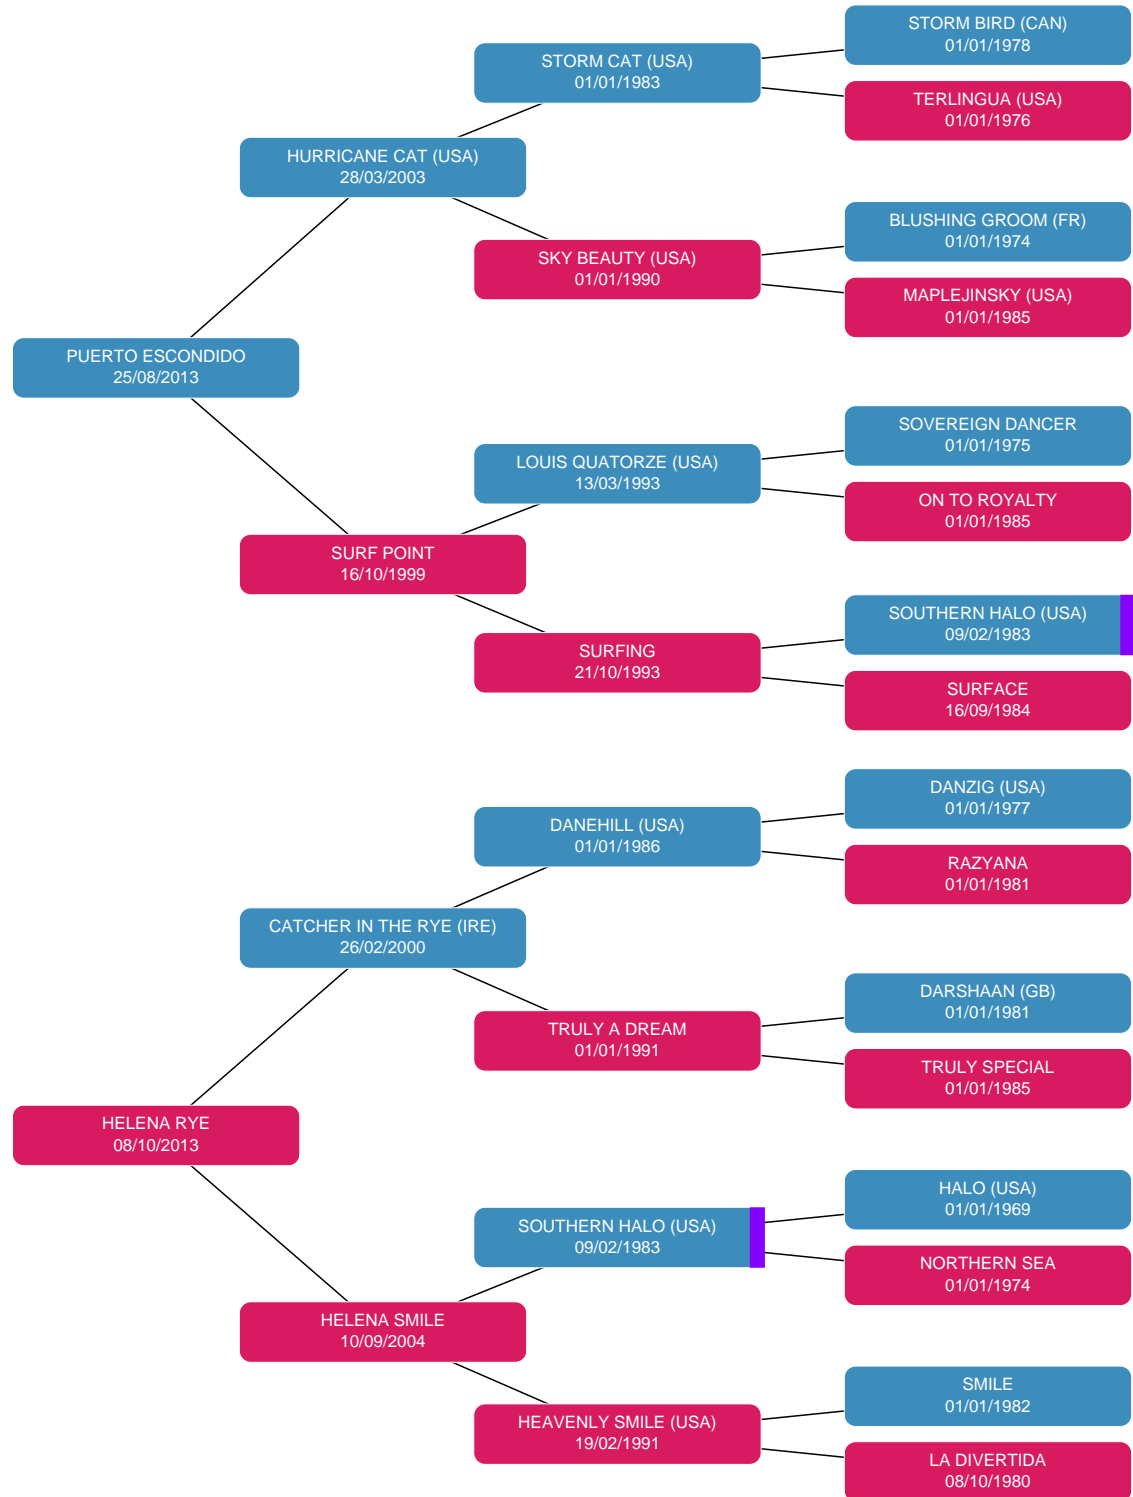 STORM BIRD (CAN)
01/01/1978
STORM CAT (USA)
01/01/1983
TERLINGUA (USA)
01/01/1976
HURRICANE CAT (USA)
28/03/2003
BLUSHING GROOM (FR)
01/01/1974
SKY BEAUTY (USA)
01/01/1990
MAPLEJINSKY (USA)
01/01/1985
PUERTO ESCONDIDO
25/08/2013
SOVEREIGN DANCER
01/01/1975
LOUIS QUATORZE (USA)
13/03/1993
ON TO ROYALTY
01/01/1985
SURF POINT
16/10/1999
SOUTHERN HALO (USA)
09/02/1983
SURFING
21/10/1993
SURFACE
16/09/1984
DANZIG (USA)
01/01/1977
DANEHILL (USA)
01/01/1986
RAZYANA
01/01/1981
CATCHER IN THE RYE (IRE)
26/02/2000
DARSHAAN (GB)
01/01/1981
TRULY A DREAM
01/01/1991
TRULY SPECIAL
01/01/1985
HELENA RYE
08/10/2013
HALO (USA)
01/01/1969
SOUTHERN HALO (USA)
09/02/1983
NORTHERN SEA
01/01/1974
HELENA SMILE
10/09/2004
SMILE
01/01/1982
HEAVENLY SMILE (USA)
19/02/1991
LA DIVERTIDA
08/10/1980